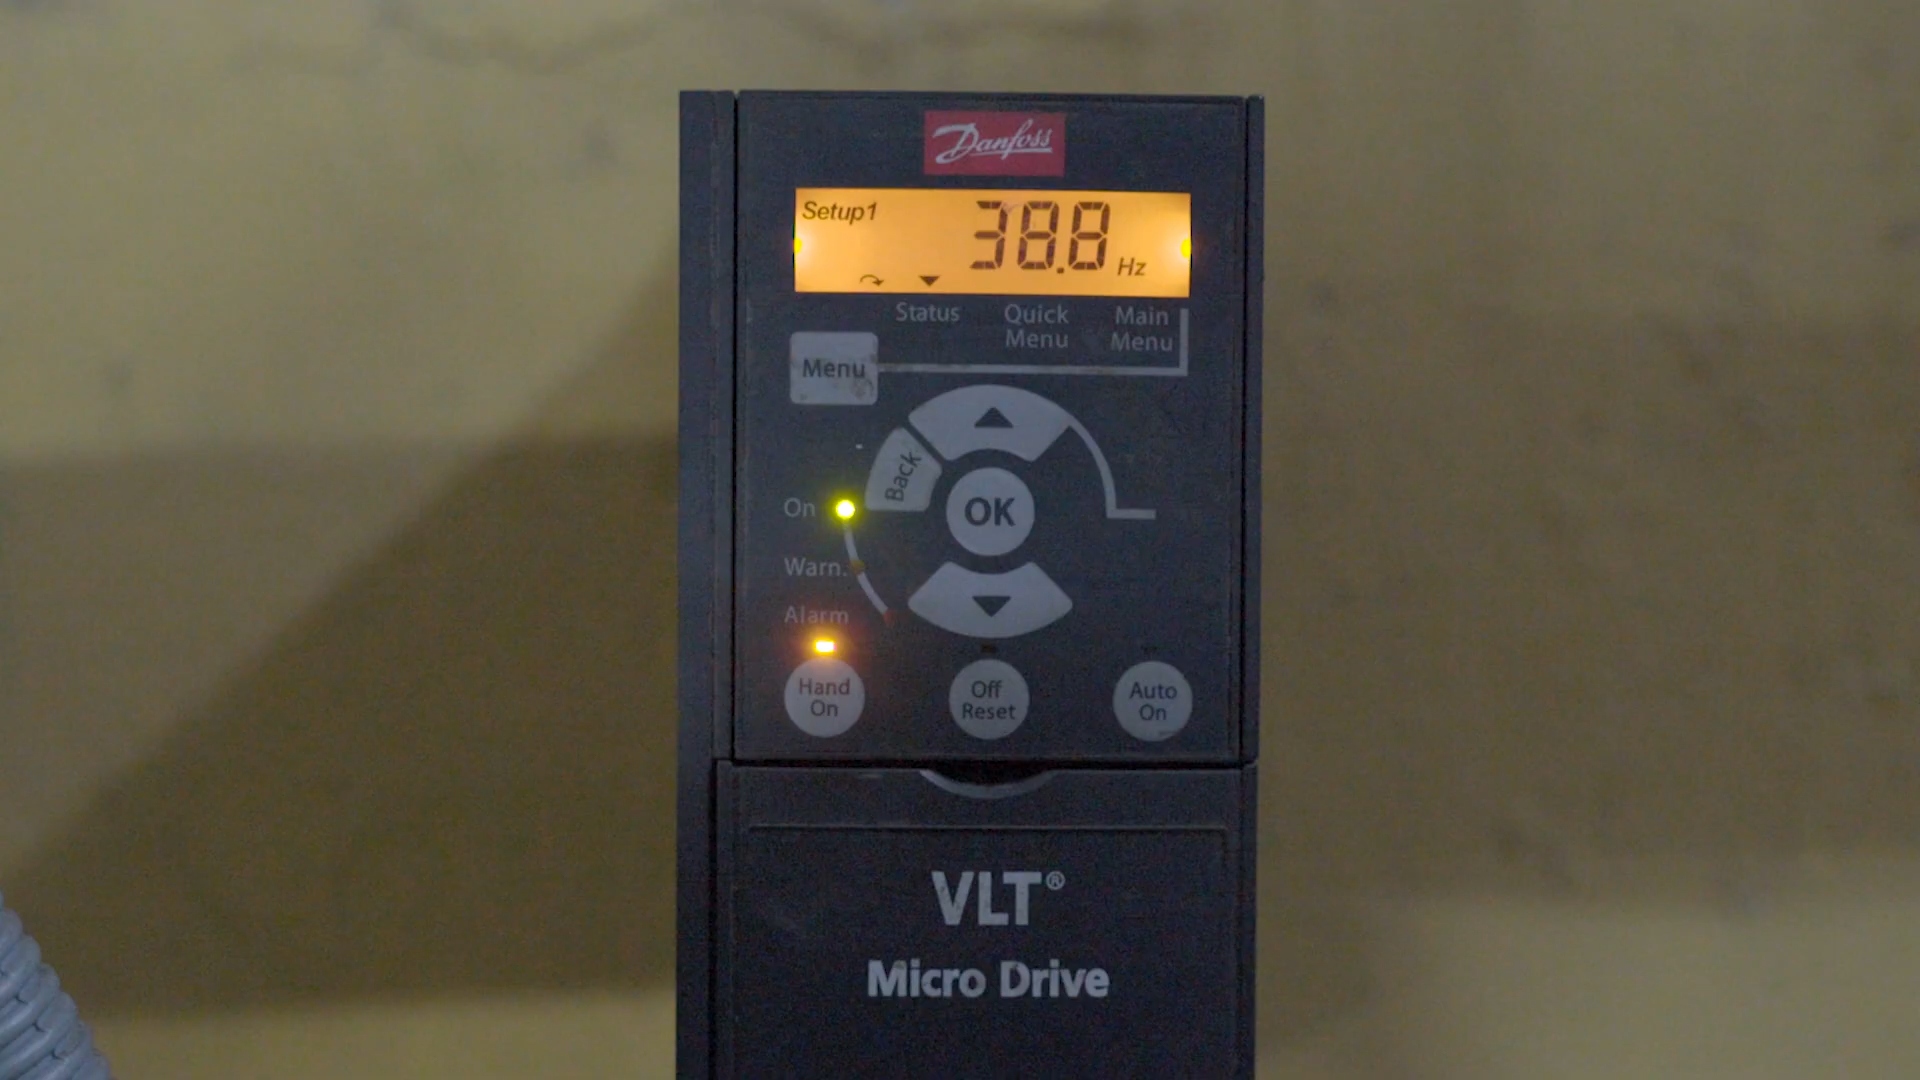 Danfoss
Setup1 38.8 Hz
Status Quick Menu Main Menu
Menu
Back
OK
On
Warn.
Alarm
Hand On
Off Reset
Auto On
VLT®
Micro Drive